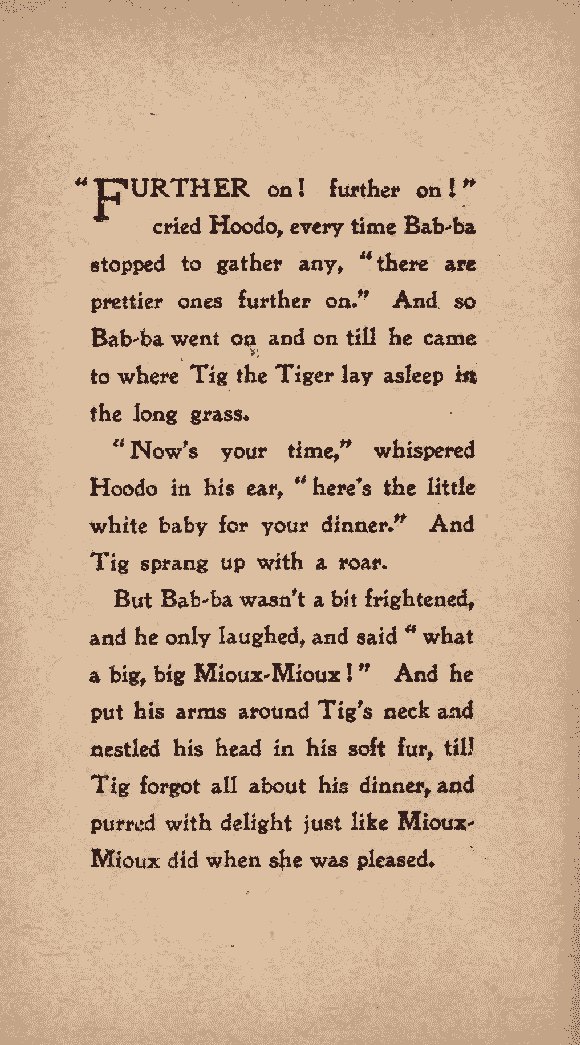 “FURTHER on! further on!”
cried Hoodo, every time Bab-ba
stopped to gather any, “there are
prettier ones further on.” And so
Bab-ba went on and on till he came
to where Tig the Tiger lay asleep in
the long grass.
“Now's your time,” whispered
Hoodo in his ear, “here's the little
white baby for your dinner.” And
Tig sprang up with a roar.
But Bab-ba wasn't a bit frightened,
and he only laughed, and said “what
a big, big Mioux-Mioux!” And he
put his arms around Tig's neck and
nestled his head in his soft fur, till
Tig forgot all about his dinner, and
purred with delight just like Mioux-
Mioux did when she was pleased.